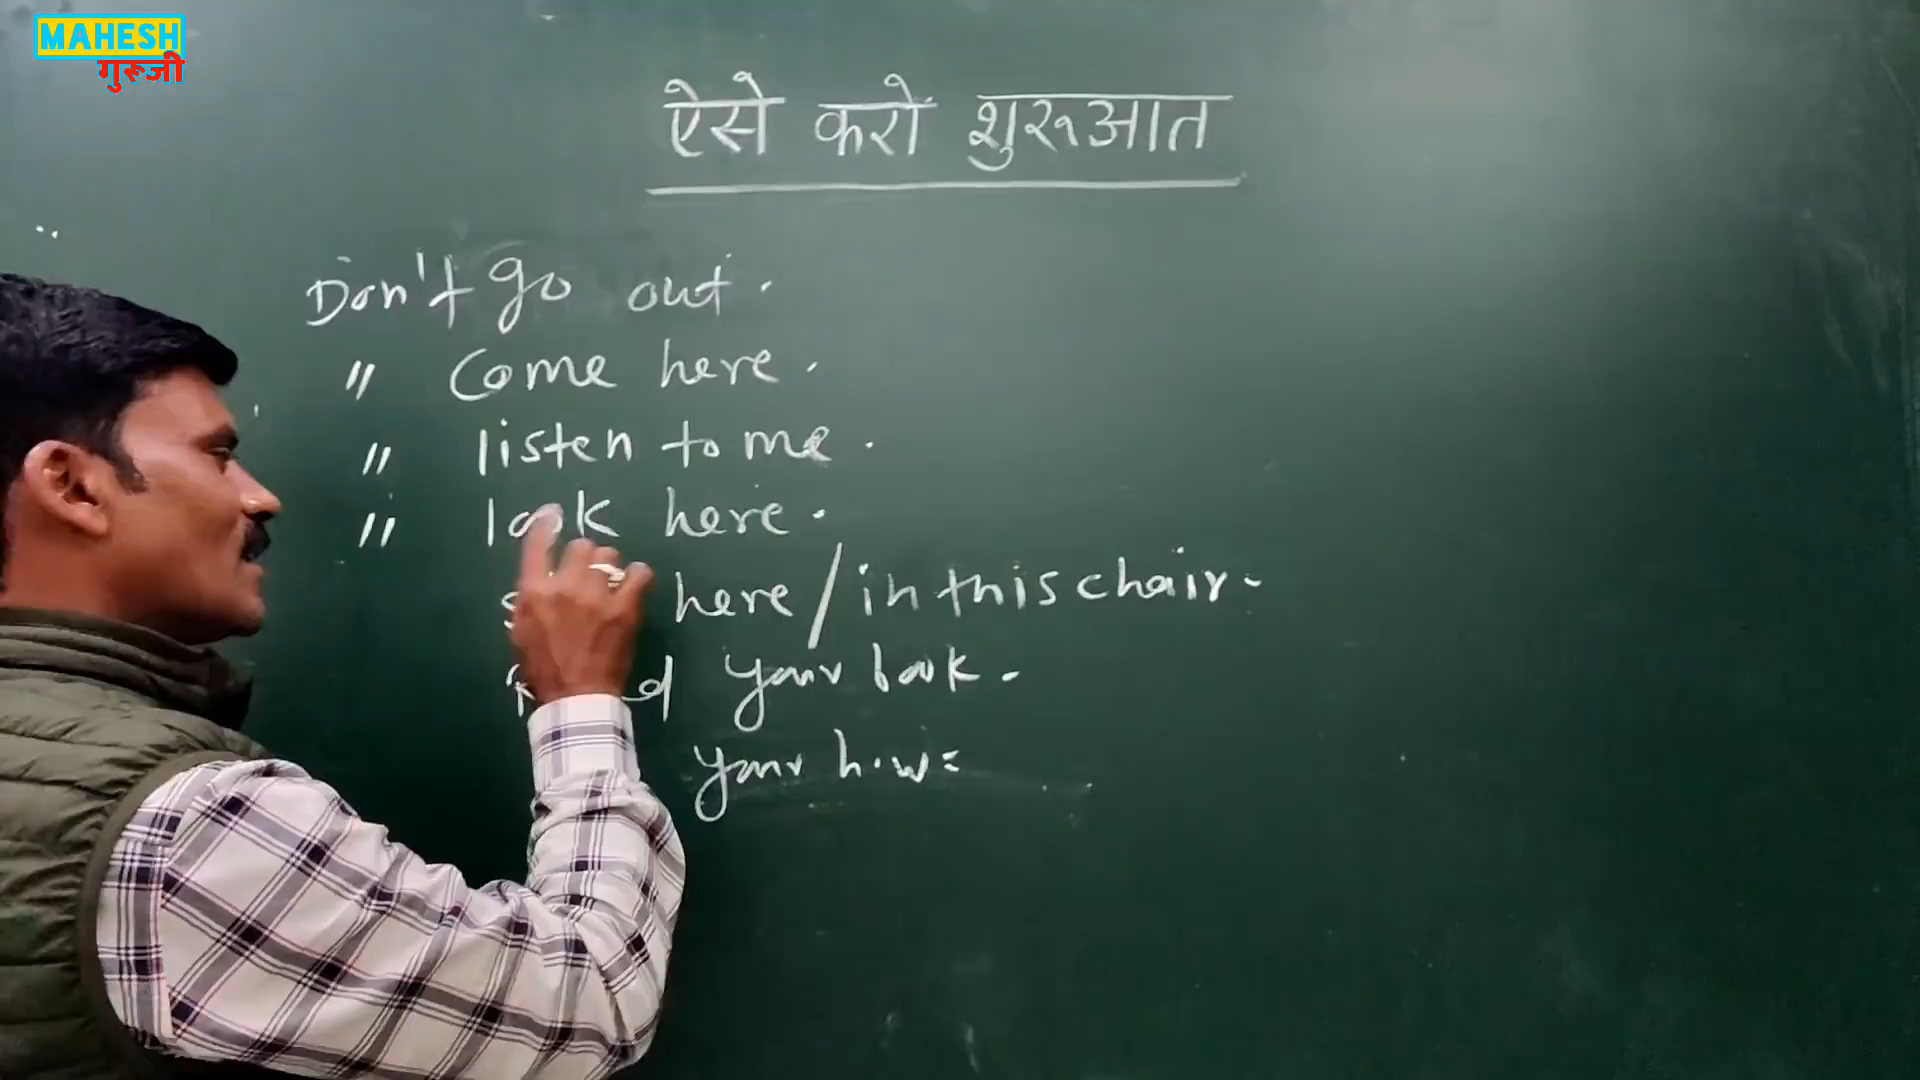 MAHESH
गुरूजी
ऐसे करों शुरूआत
Don't go out.
" Come here.
" listen to me.
" look here.
here / in this chair.
your book.
your h.w.